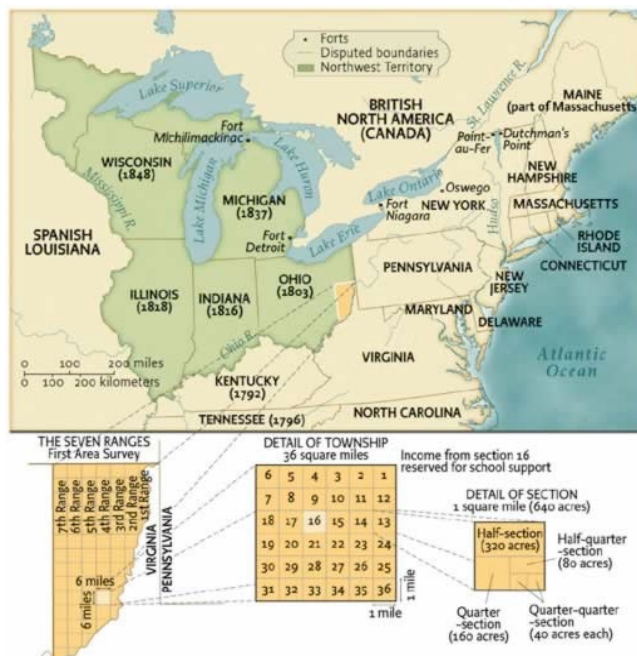 Forts
Disputed boundaries
Northwest Territory
Lake Superior
St. Lawrence R.
MAINE
(part of Massachusetts)
BRITISH
NORTH AMERICA
(CANADA)
Fort
Michilimackinac
Point-
au-Fer
Dutchman's
Point
WISCONSIN
(1848)
Mississippi R.
Lake Michigan
Lake Huron
MICHIGAN
(1837)
Lake Ontario
Oswego
Fort
Niagara
NEW YORK
Hudso
NEW
HAMPSHIRE
MASSACHUSETTS
SPANISH
LOUISIANA
Fort
Detroit
Lake Erie
RHODE
ISLAND
CONNECTICUT
PENNSYLVANIA
NEW
JERSEY
ILLINOIS
(1818)
INDIANA
(1816)
OHIO
(1803)
MARYLAND
DELAWARE
Ohio R.
VIRGINIA
Atlantic
Ocean
0 100 200 miles
0 100 200 kilometers
KENTUCKY
(1792)
TENNESSEE (1796)
NORTH CAROLINA
THE SEVEN RANGES
First Area Survey
7th Range
6th Range
5th Range
4th Range
3rd Range
2nd Range
1st Range
VIRGINIA
PENNSYLVANIA
6 miles
6 miles
DETAIL OF TOWNSHIP
36 square miles
6 5 4 3 2 1
7 8 9 10 11 12
18 17 16 15 14 13
19 20 21 22 23 24
30 29 28 27 26 25
31 32 33 34 35 36
1 mile
1 mile
Income from section 16
reserved for school support
DETAIL OF SECTION
1 square mile (640 acres)
Half-section
(320 acres)
Half-quarter
-section
(80 acres)
Quarter
-section
(160 acres)
Quarter-quarter
-section
(40 acres each)